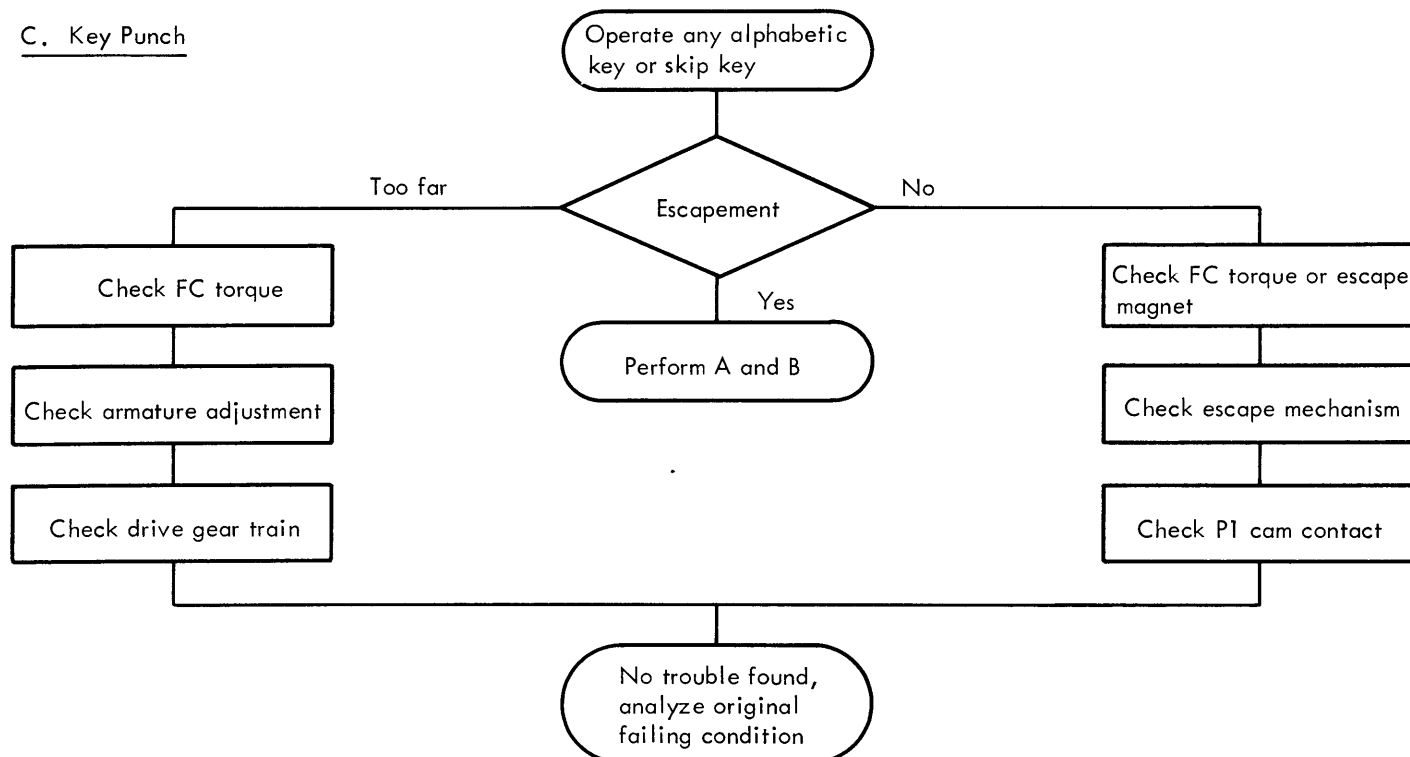 C. Key Punch
Operate any alphabetic
key or skip key
Too far
Escapement
No
Yes
Check FC torque
Perform A and B
Check FC torque or escape
magnet
Check armature adjustment
Check escape mechanism
Check drive gear train
Check P1 cam contact
No trouble found,
analyze original
failing condition